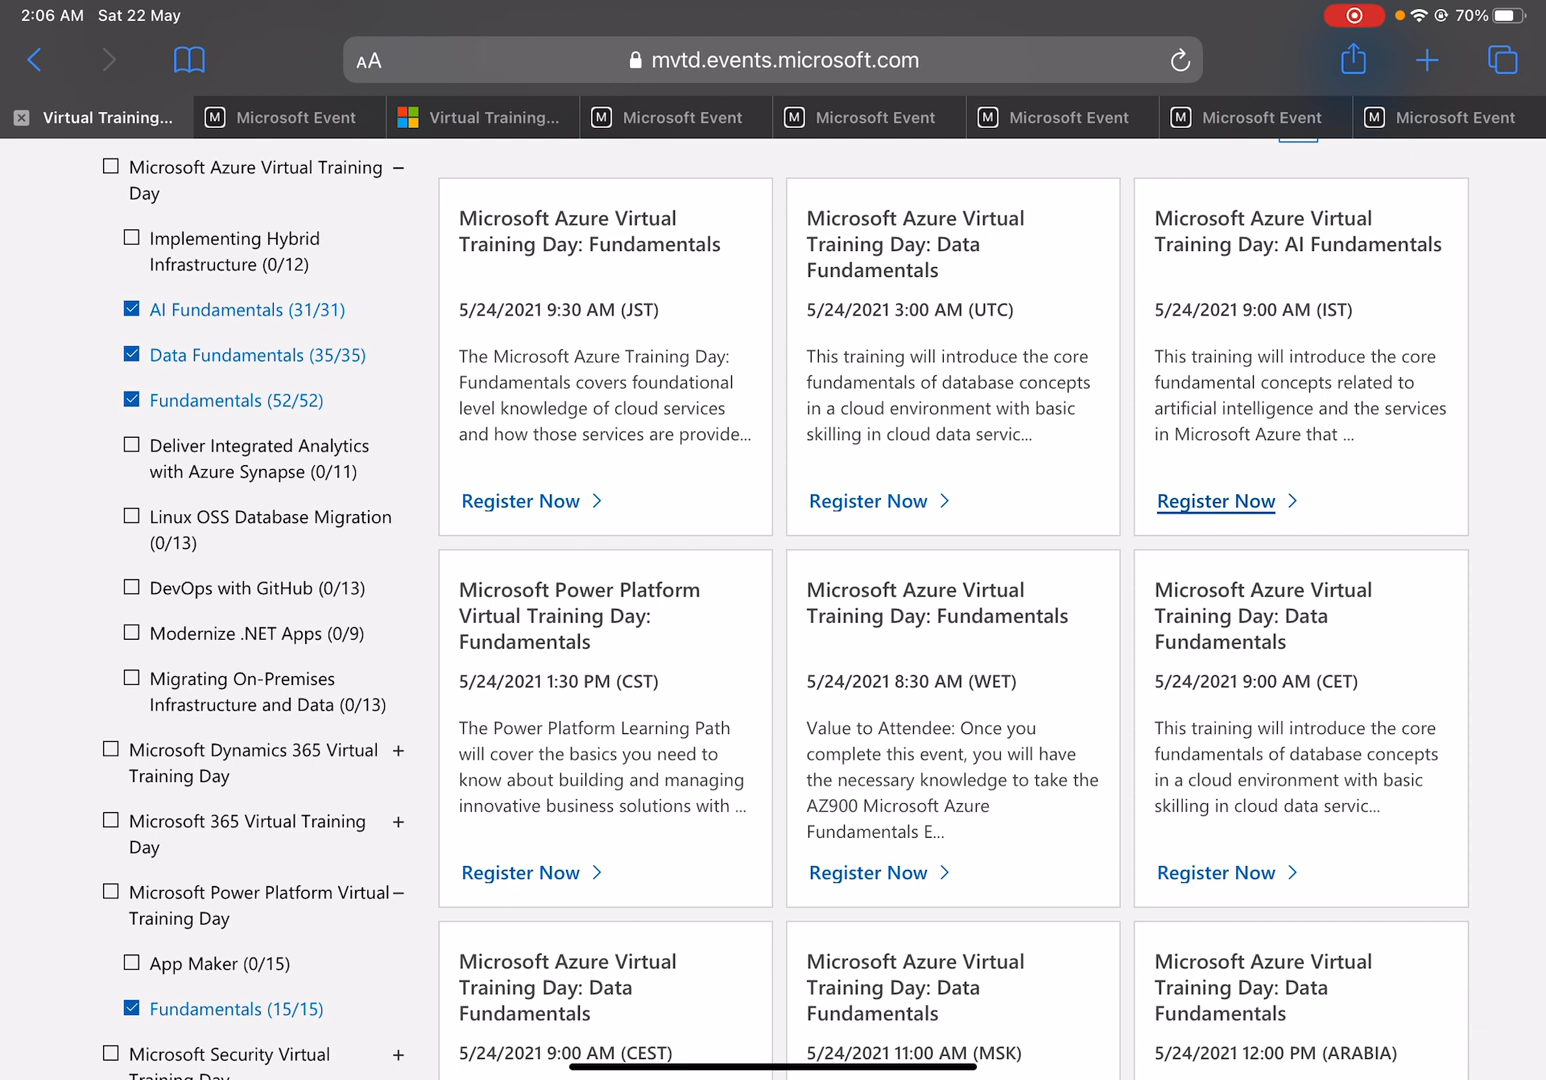 2:06 AM Sat 22 May
70%
AA
mvtd.events.microsoft.com
Virtual Training...
Microsoft Event
Virtual Training...
Microsoft Event
Microsoft Event
Microsoft Event
Microsoft Event
Microsoft Event
Microsoft Azure Virtual Training
Day
Implementing Hybrid
Infrastructure (0/12)
AI Fundamentals (31/31)
Data Fundamentals (35/35)
Fundamentals (52/52)
Deliver Integrated Analytics
with Azure Synapse (0/11)
Linux OSS Database Migration
(0/13)
DevOps with GitHub (0/13)
Modernize .NET Apps (0/9)
Migrating On-Premises
Infrastructure and Data (0/13)
Microsoft Dynamics 365 Virtual
Training Day
Microsoft 365 Virtual Training
Day
Microsoft Power Platform Virtual
Training Day
App Maker (0/15)
Fundamentals (15/15)
Microsoft Security Virtual
Training Day
Microsoft Azure Virtual
Training Day: Fundamentals
5/24/2021 9:30 AM (JST)
The Microsoft Azure Training Day:
Fundamentals covers foundational
level knowledge of cloud services
and how those services are provide...
Register Now
Microsoft Azure Virtual
Training Day: Data
Fundamentals
5/24/2021 3:00 AM (UTC)
This training will introduce the core
fundamentals of database concepts
in a cloud environment with basic
skilling in cloud data servic...
Register Now
Microsoft Azure Virtual
Training Day: AI Fundamentals
5/24/2021 9:00 AM (IST)
This training will introduce the core
fundamental concepts related to
artificial intelligence and the services
in Microsoft Azure that ...
Register Now
Microsoft Power Platform
Virtual Training Day:
Fundamentals
5/24/2021 1:30 PM (CST)
The Power Platform Learning Path
will cover the basics you need to
know about building and managing
innovative business solutions with ...
Register Now
Microsoft Azure Virtual
Training Day: Fundamentals
5/24/2021 8:30 AM (WET)
Value to Attendee: Once you
complete this event, you will have
the necessary knowledge to take the
AZ900 Microsoft Azure
Fundamentals E...
Register Now
Microsoft Azure Virtual
Training Day: Data
Fundamentals
5/24/2021 9:00 AM (CET)
This training will introduce the core
fundamentals of database concepts
in a cloud environment with basic
skilling in cloud data servic...
Register Now
Microsoft Azure Virtual
Training Day: Data
Fundamentals
5/24/2021 9:00 AM (CEST)
Microsoft Azure Virtual
Training Day: Data
Fundamentals
5/24/2021 11:00 AM (MSK)
Microsoft Azure Virtual
Training Day: Data
Fundamentals
5/24/2021 12:00 PM (ARABIA)